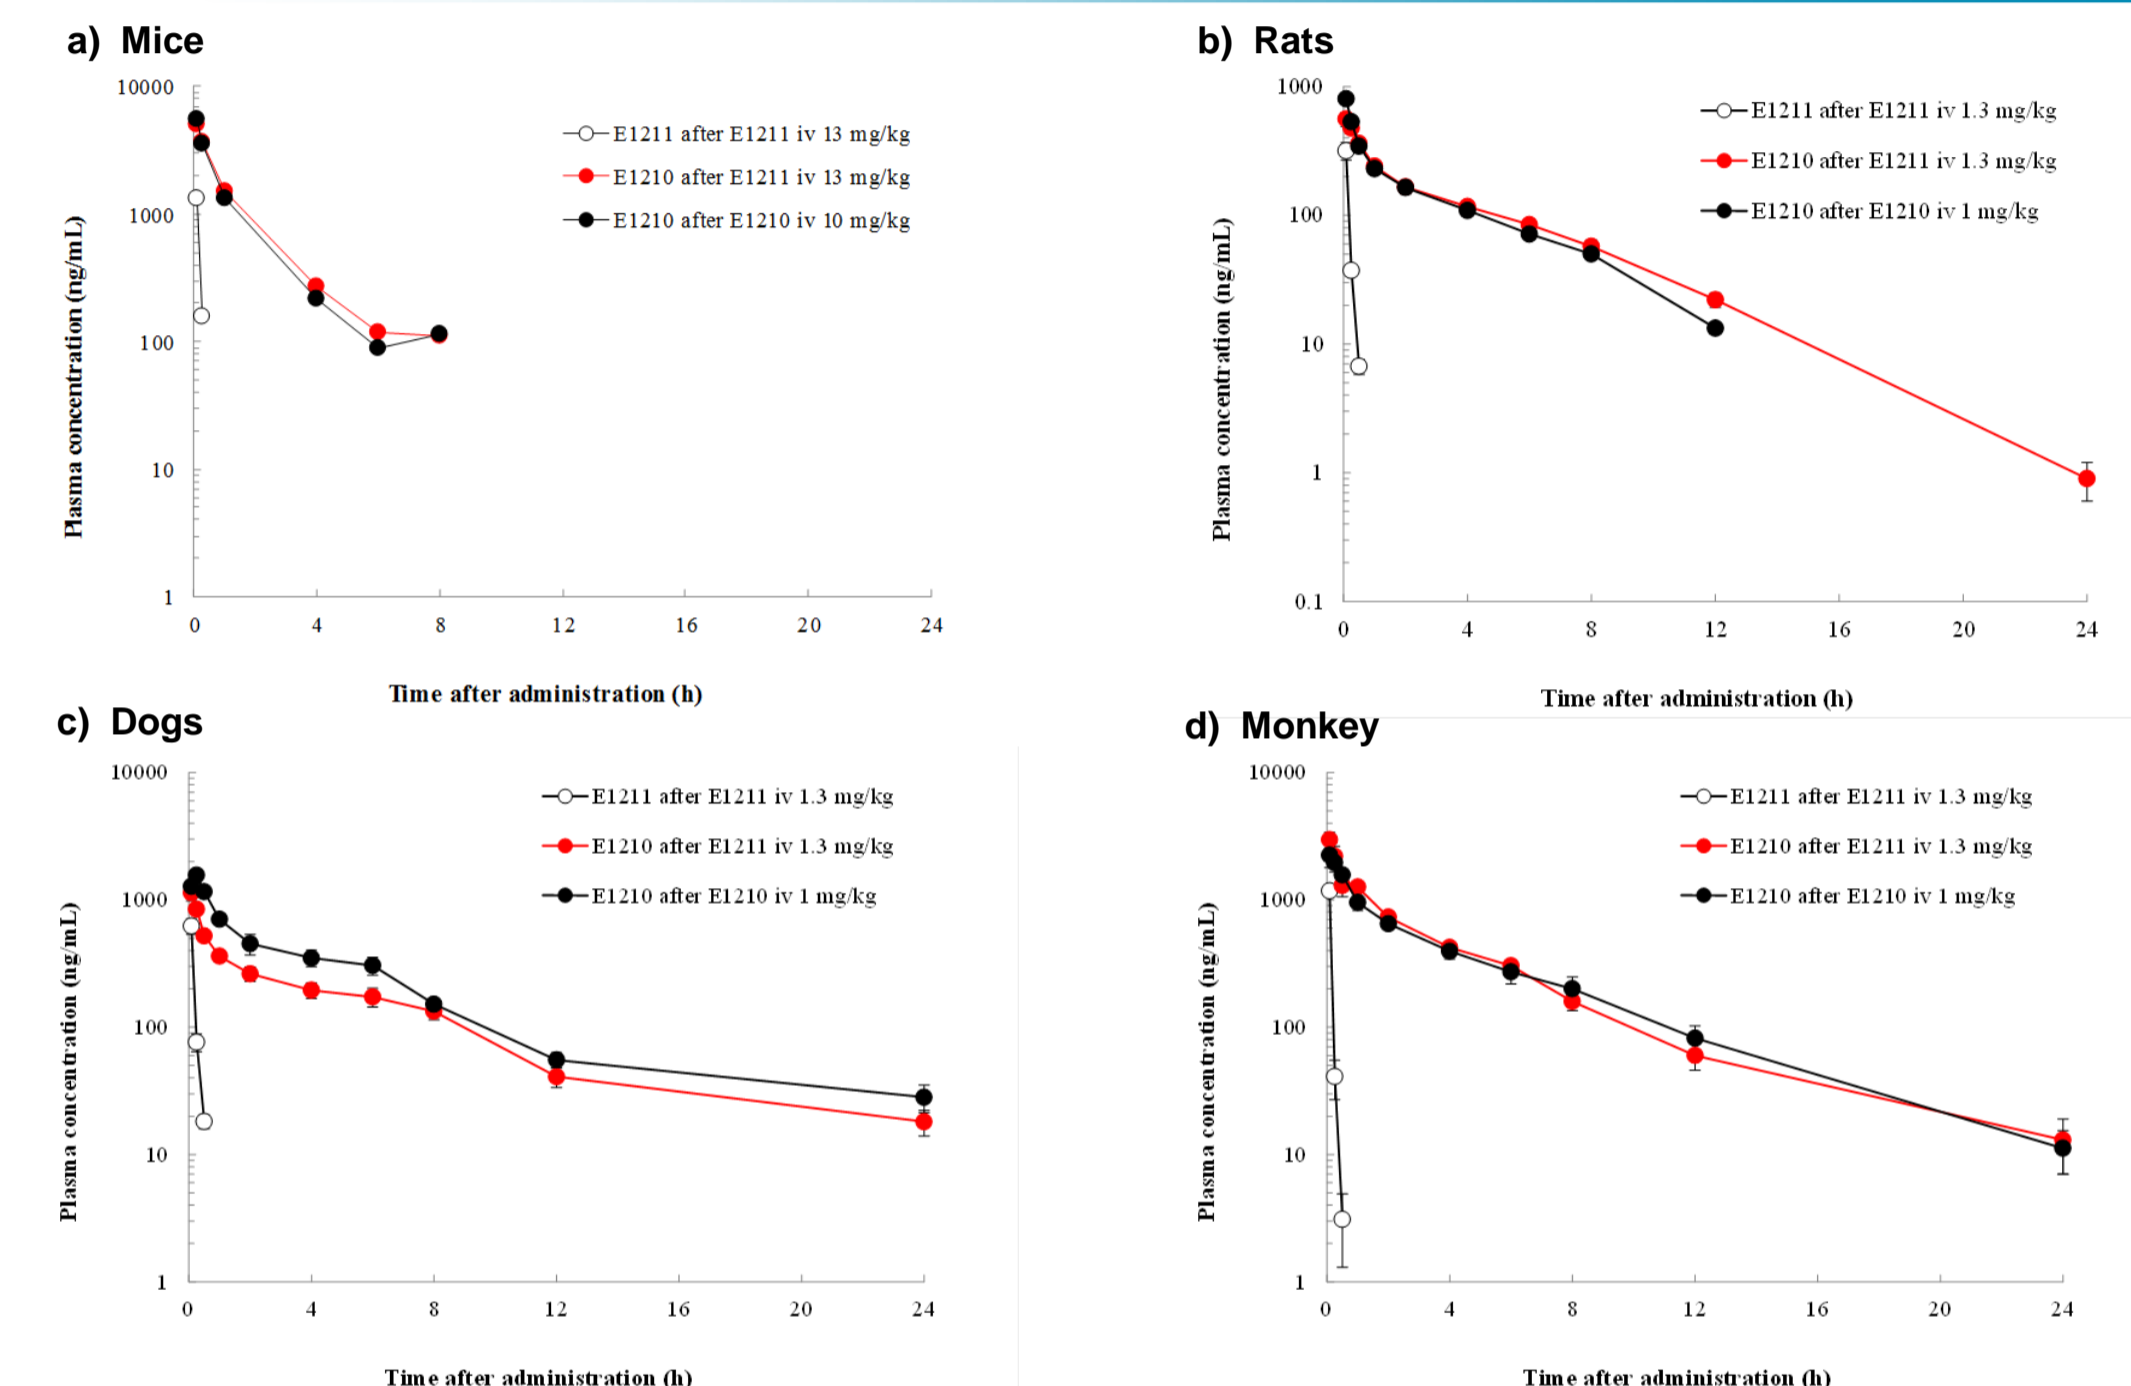 a) Mice
10000
1000
100
10
1
Plasma concentration (ng/mL)
E1211 after E1211 iv 13 mg/kg
E1210 after E1211 iv 13 mg/kg
E1210 after E1210 iv 10 mg/kg
0 4 8 12 16 20 24
Time after administration (h)
b) Rats
1000
100
10
1
0.1
Plasma concentration (ng/mL)
E1211 after E1211 iv 1.3 mg/kg
E1210 after E1211 iv 1.3 mg/kg
E1210 after E1210 iv 1 mg/kg
0 4 8 12 16 20 24
Time after administration (h)
c) Dogs
10000
1000
100
10
1
Plasma concentration (ng/mL)
E1211 after E1211 iv 1.3 mg/kg
E1210 after E1211 iv 1.3 mg/kg
E1210 after E1210 iv 1 mg/kg
0 4 8 12 16 20 24
Time after administration (h)
d) Monkey
10000
1000
100
10
1
Plasma concentration (ng/mL)
E1211 after E1211 iv 1.3 mg/kg
E1210 after E1211 iv 1.3 mg/kg
E1210 after E1210 iv 1 mg/kg
0 4 8 12 16 20 24
Time after administration (h)